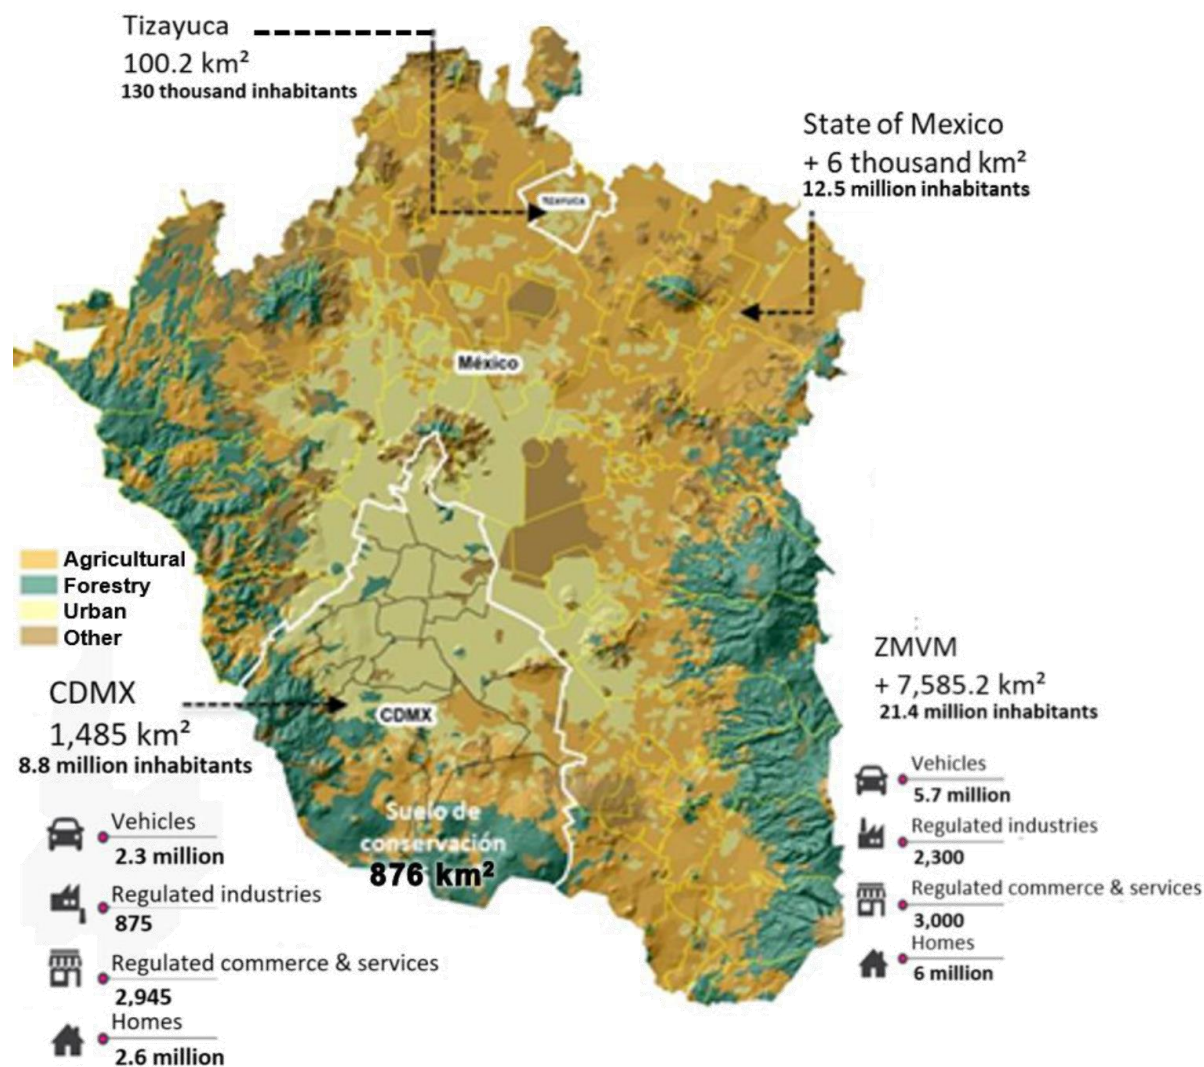 Tizayuca
100.2 km²
130 thousand inhabitants
State of Mexico
+ 6 thousand km²
12.5 million inhabitants
TIZAYUCA
México
Agricultural
Forestry
Urban
Other
CDMX
1,485 km²
8.8 million inhabitants
CDMX
Suelo de
conservación
876 km²
Vehicles
2.3 million
Regulated industries
875
Regulated commerce & services
2,945
Homes
2.6 million
ZMVM
+ 7,585.2 km²
21.4 million inhabitants
Vehicles
5.7 million
Regulated industries
2,300
Regulated commerce & services
3,000
Homes
6 million